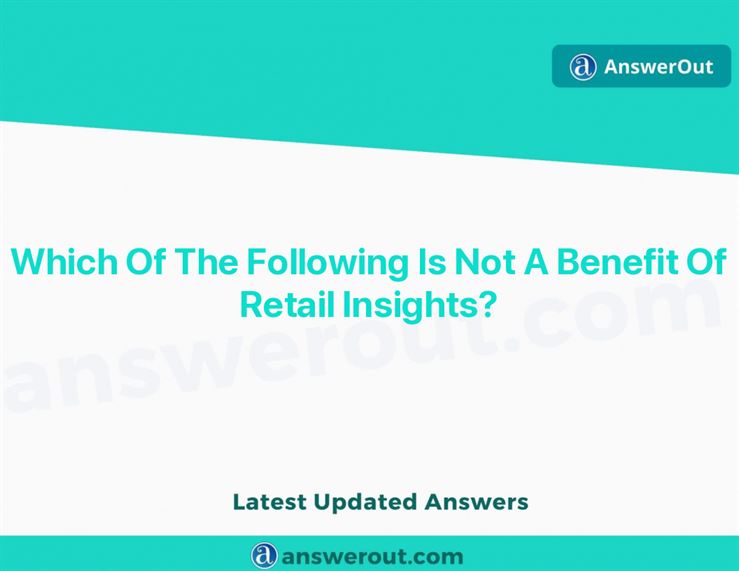 AnswerOut
Which Of The Following Is Not A Benefit Of
Retail Insights?
answerout.com
Latest Updated Answers
answerout.com